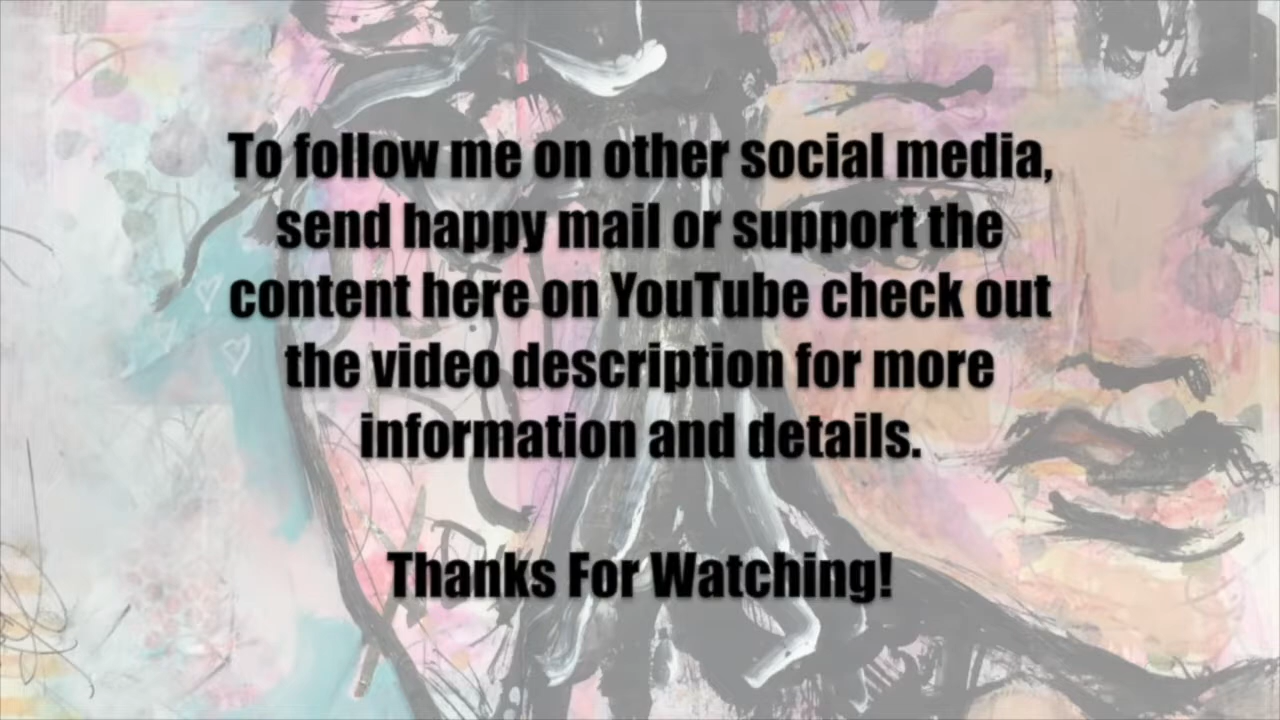 To follow me on other social media,
send happy mail or support the
content here on YouTube check out
the video description for more
information and details.
Thanks For Watching!